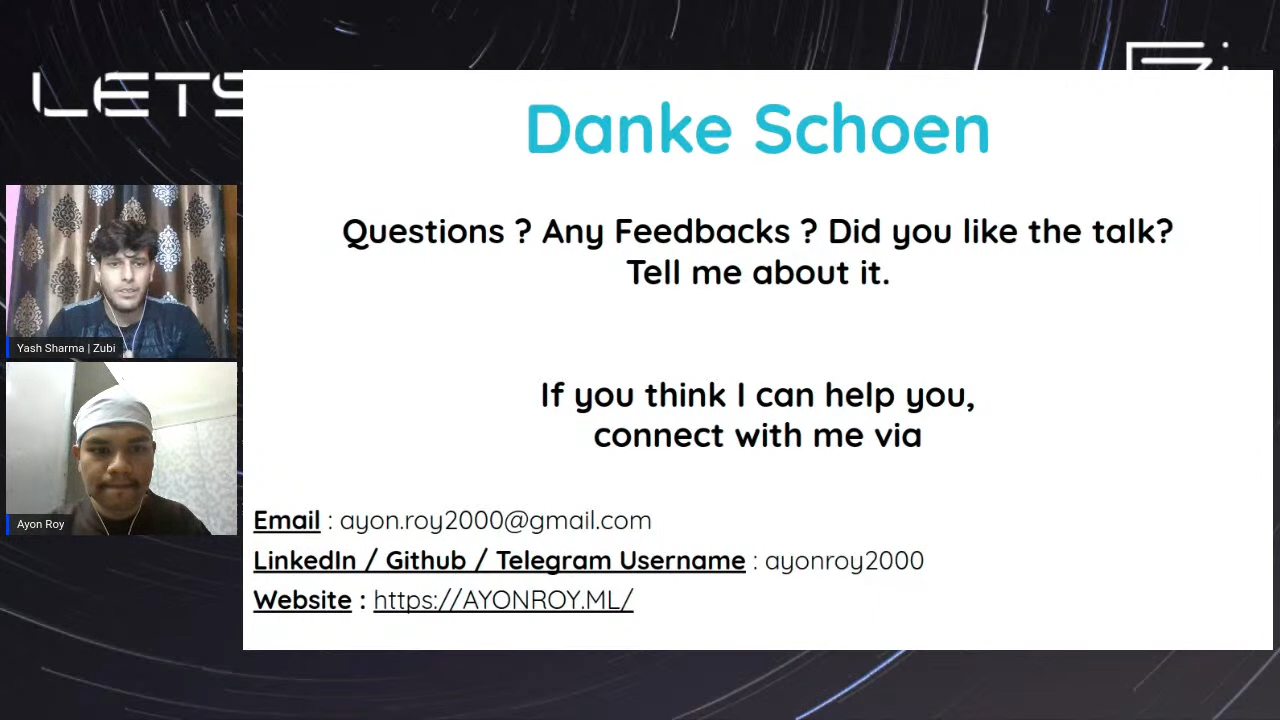 LETS
Danke Schoen
Questions ? Any Feedbacks ? Did you like the talk?
Tell me about it.
Yash Sharma | Zubi
If you think I can help you,
connect with me via
Ayon Roy
Email : ayon.roy2000@gmail.com
LinkedIn / Github / Telegram Username : ayonroy2000
Website : https://AYONROY.ML/